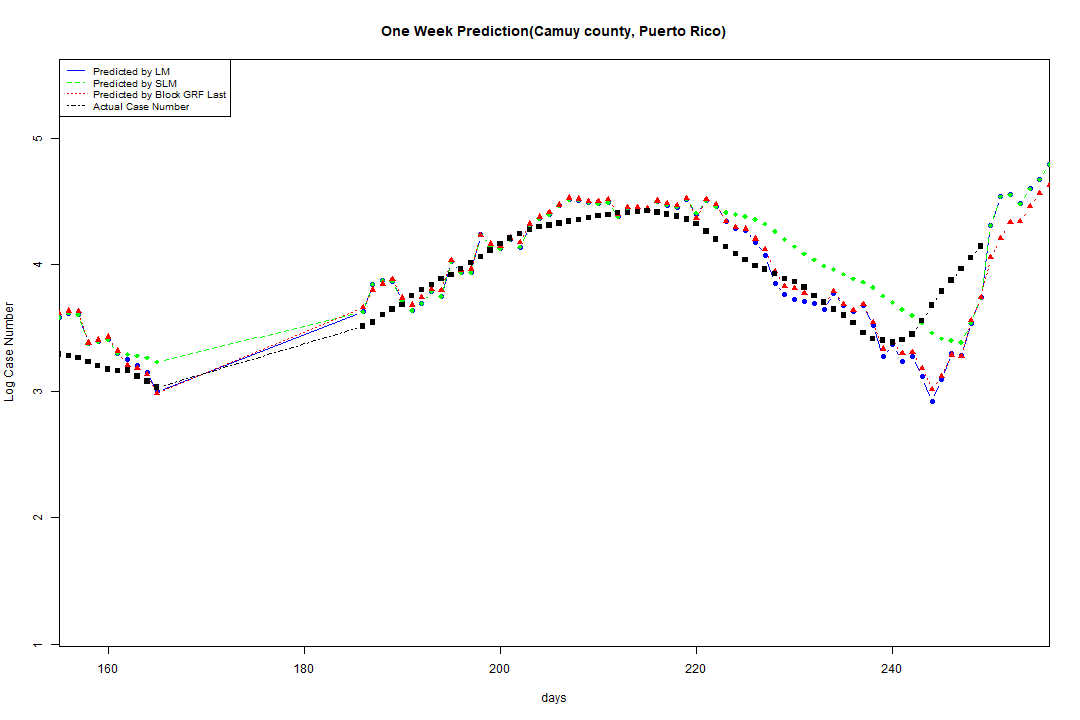 One Week Prediction(Camuy county, Puerto Rico)
Predicted by LM
Predicted by SLM
Predicted by Block GRF Last
Actual Case Number
5
4
3
2
1
Log Case Number
160 180 200 220 240
days